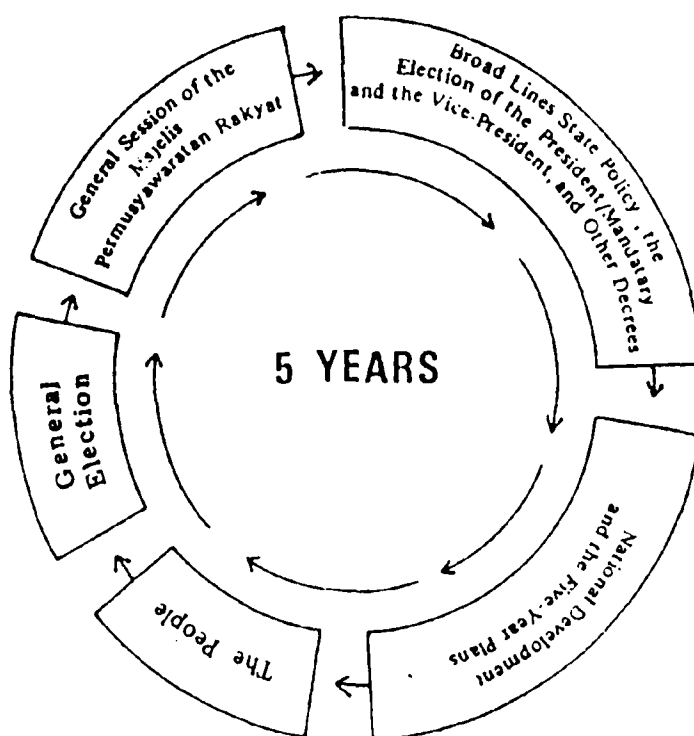 General Session of the
Majelis
Permusyawaratan Rakyat
Broad Lines State Policy, the
Election of the President/Mandatary
and the Vice-President, and Other Decrees
National Development
and the Five-Year
Plans
The People
General
Election
5 YEARS